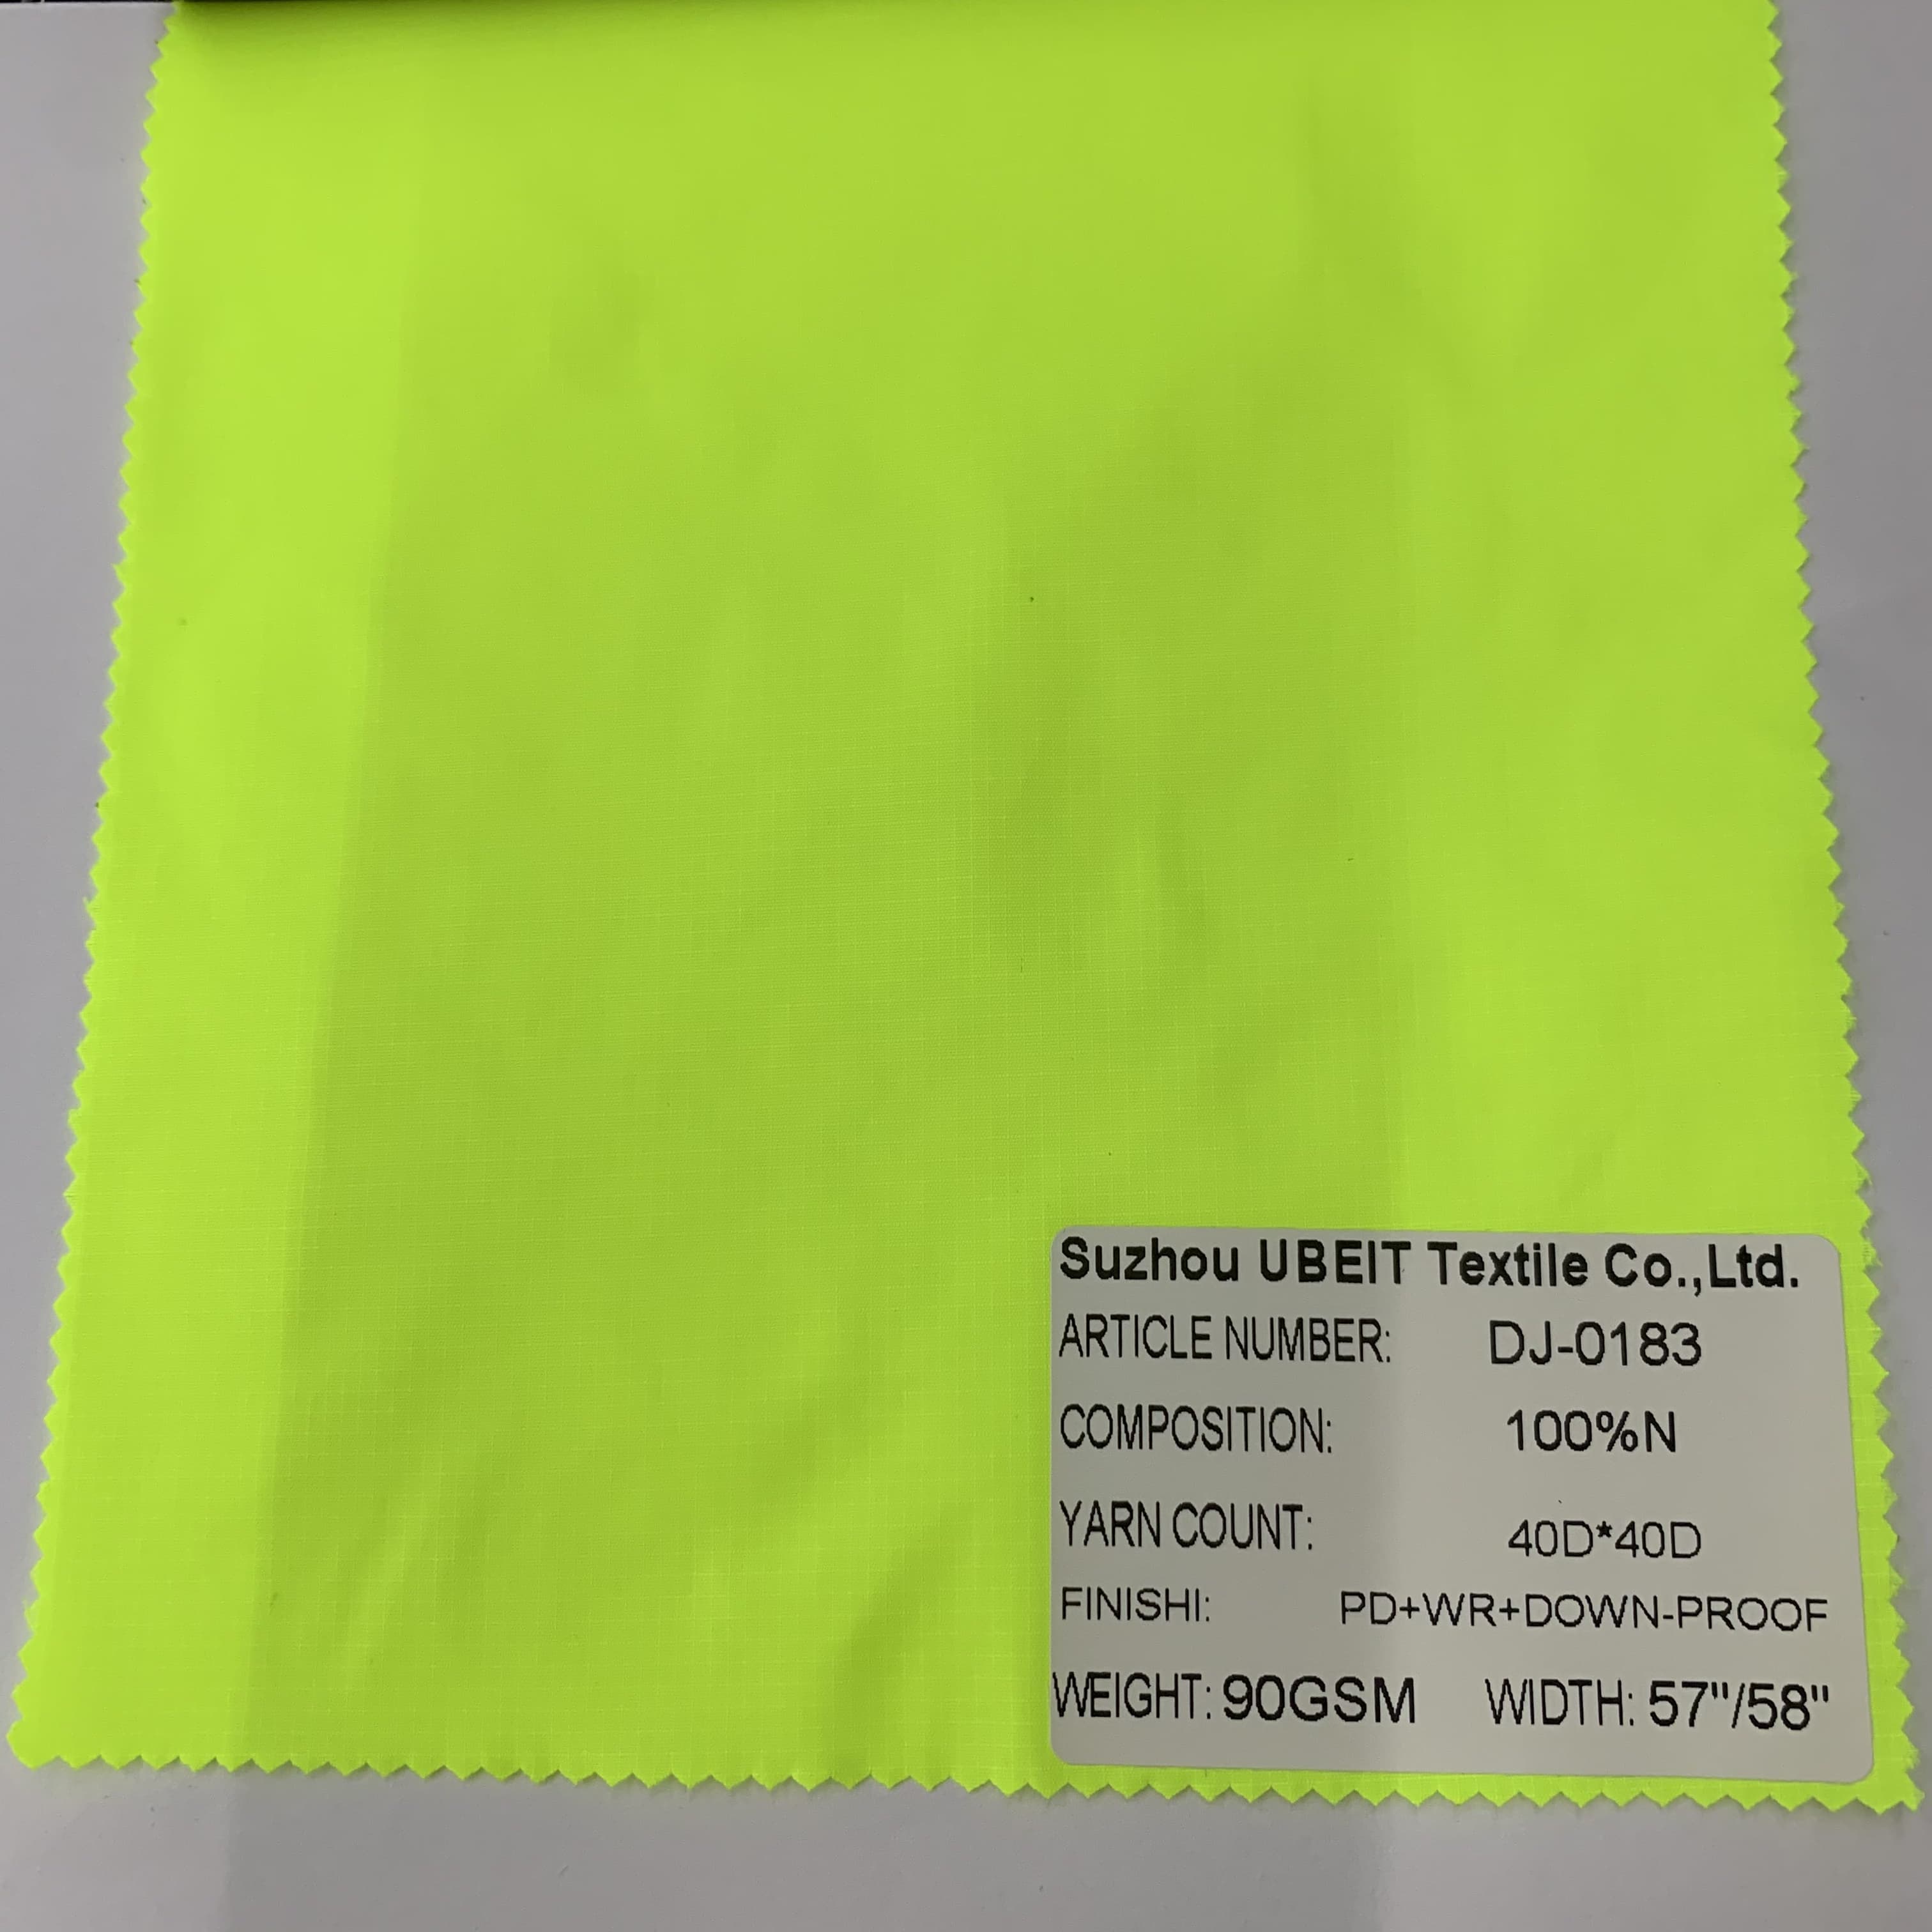 Suzhou UBEIT Textile Co.,Ltd.
ARTICLE NUMBER: DJ-0183
COMPOSITION: 100%N
YARN COUNT: 40D*40D
FINISHI: PD+WR+DOWN-PROOF
WEIGHT: 90GSM WIDTH: 57"/58"